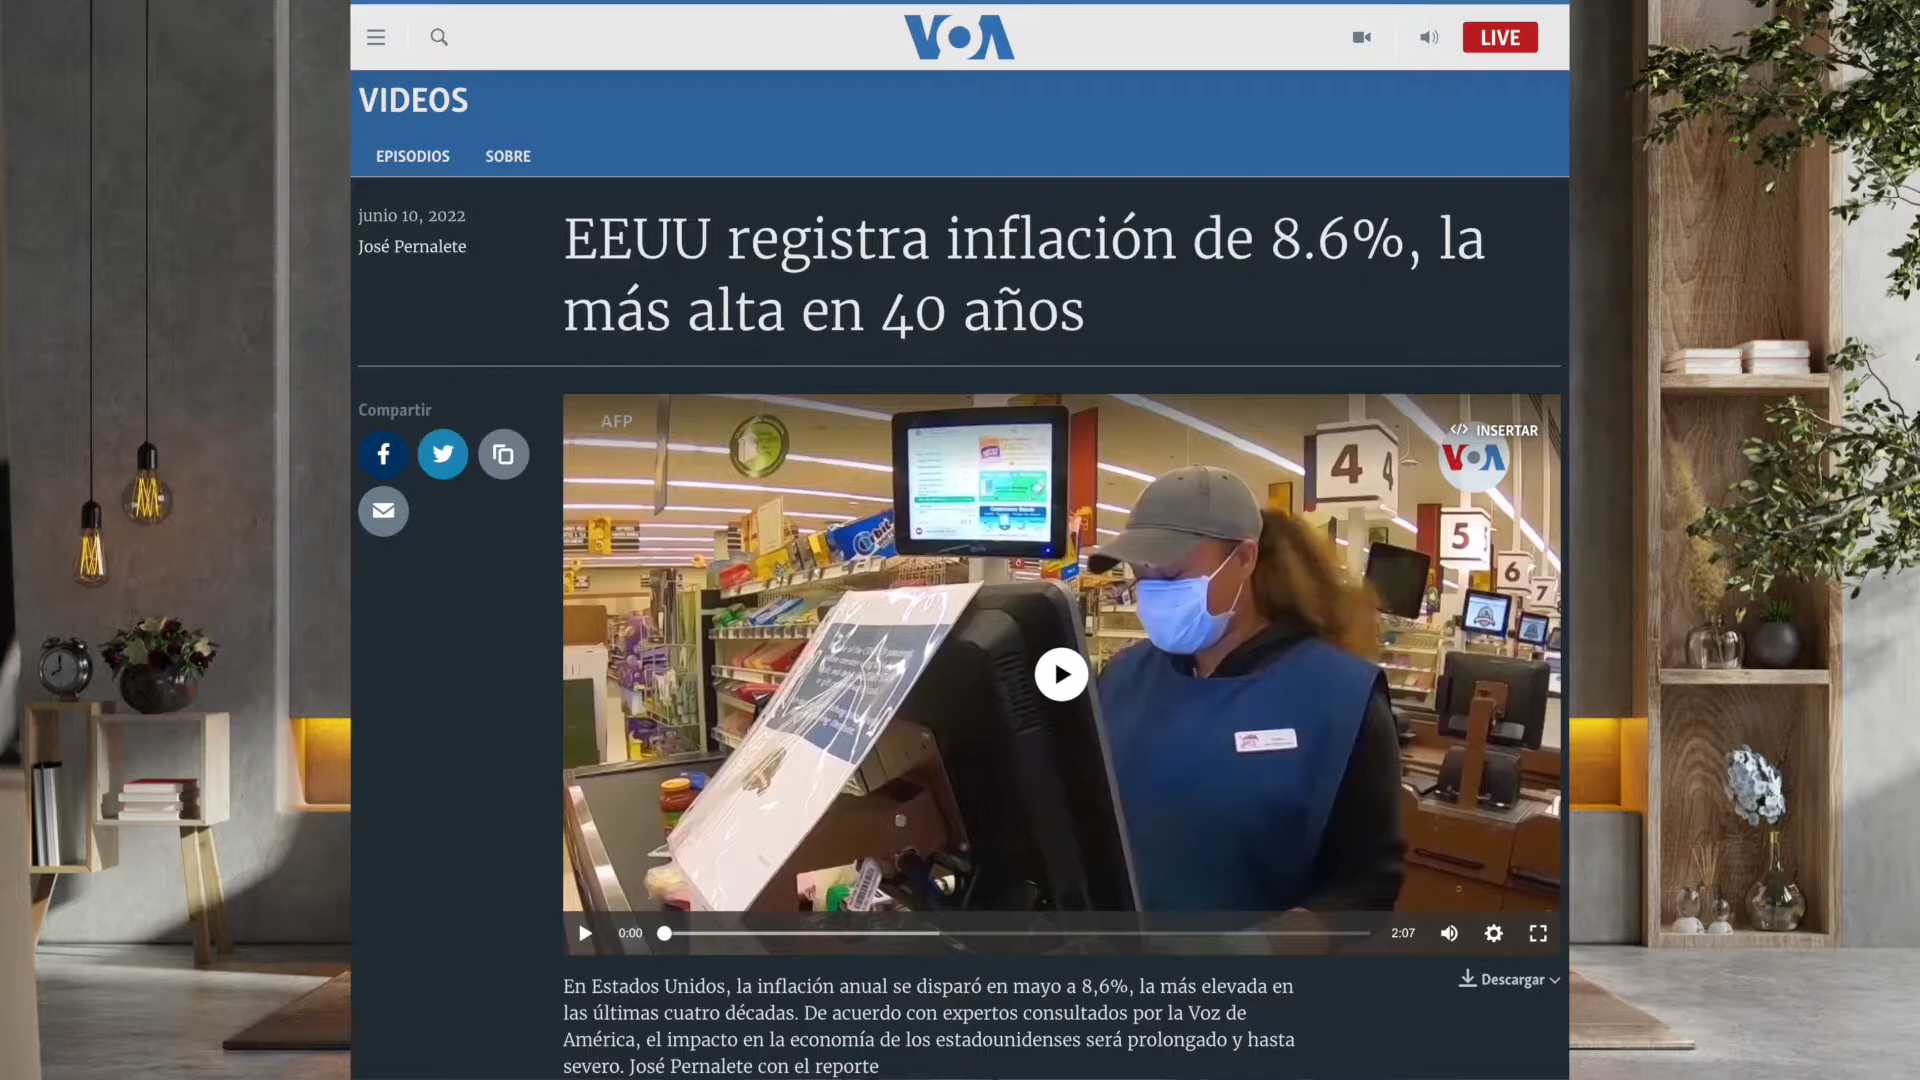 VOA
LIVE
VIDEOS
EPISODIOS SOBRE
junio 10, 2022
José Pernalete
EEUU registra inflación de 8.6%, la
más alta en 40 años
Compartir
AFP
INSERTAR
VOA
4
4
5
6
7
Orbit
0:00
2:07
Descargar
En Estados Unidos, la inflación anual se disparó en mayo a 8,6%, la más elevada en
las últimas cuatro décadas. De acuerdo con expertos consultados por la Voz de
América, el impacto en la economía de los estadounidenses será prolongado y hasta
severo. José Pernalete con el reporte